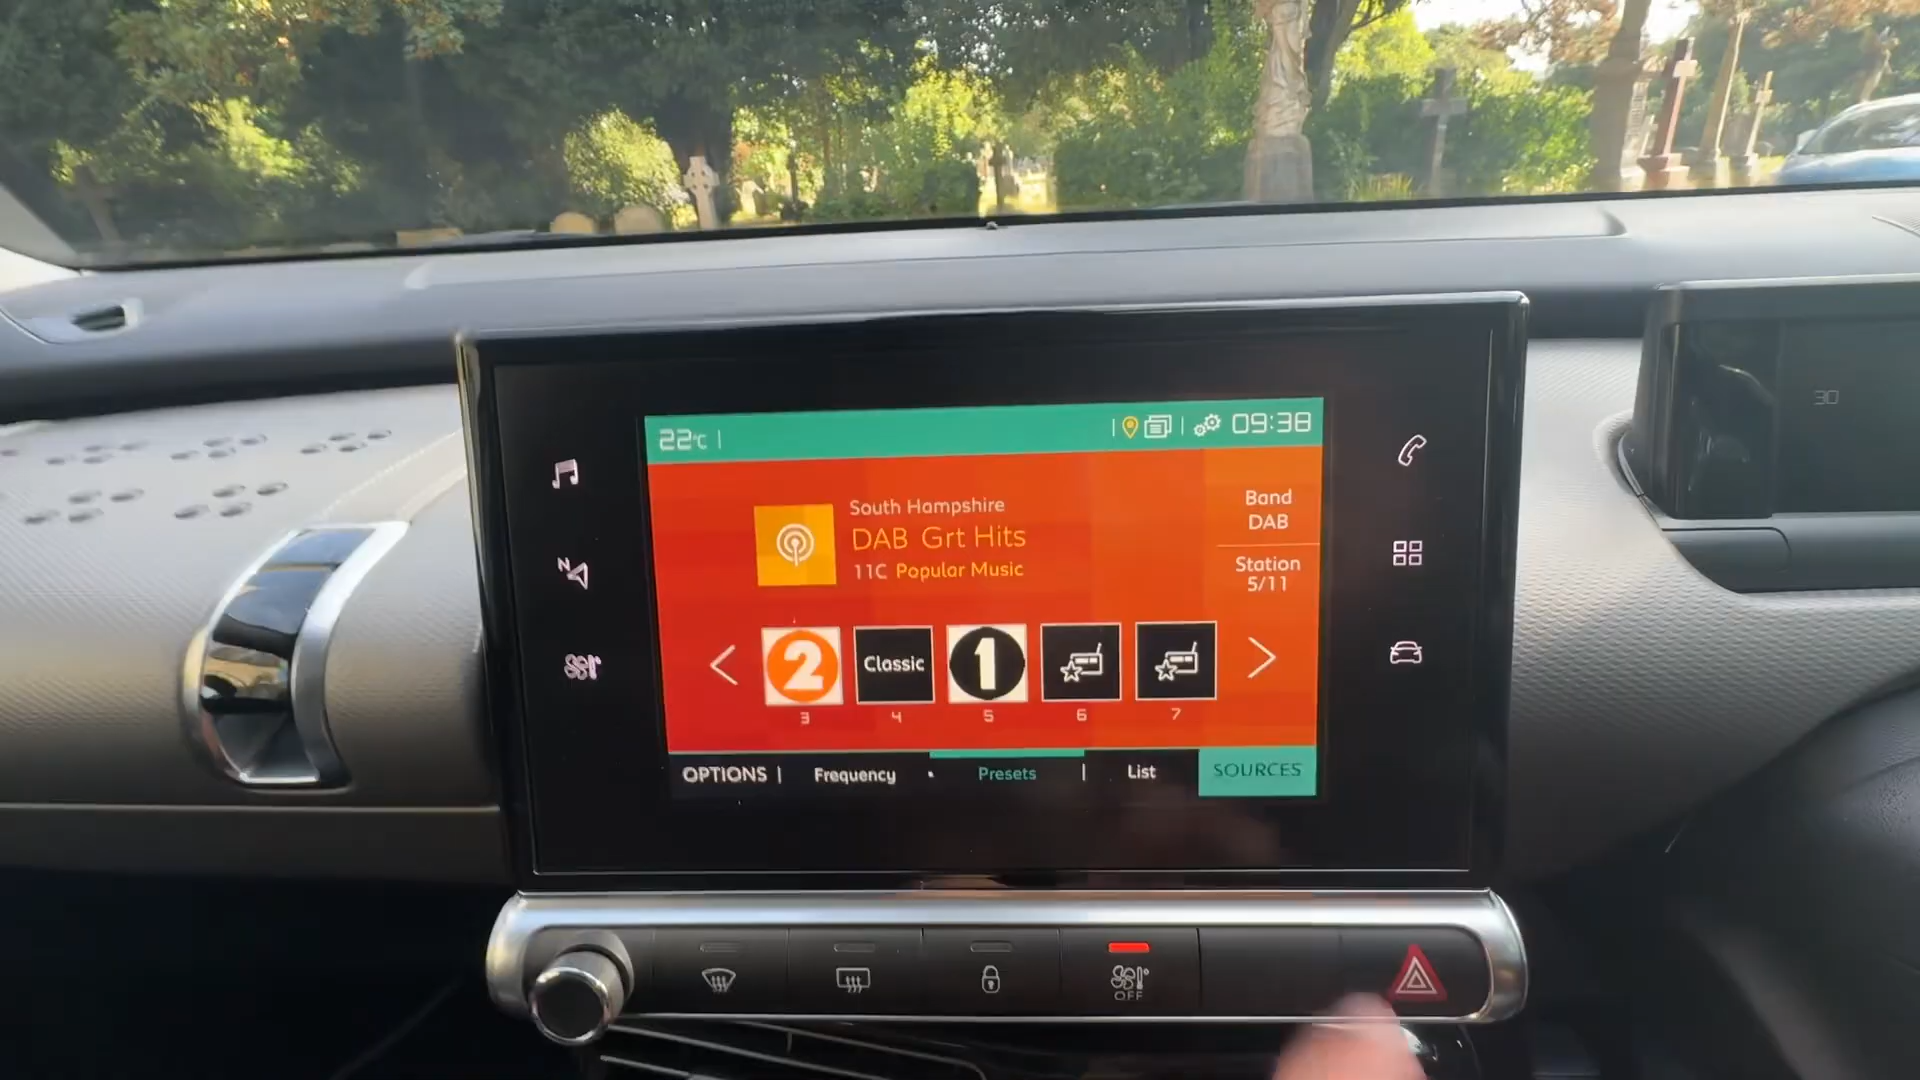 22°C
09:38
South Hampshire
DAB Grt Hits
11C Popular Music
Band
DAB
Station
5/11
2
Classic
1
3
4
5
6
7
OPTIONS
Frequency
Presets
List
SOURCES
N
30
OFF